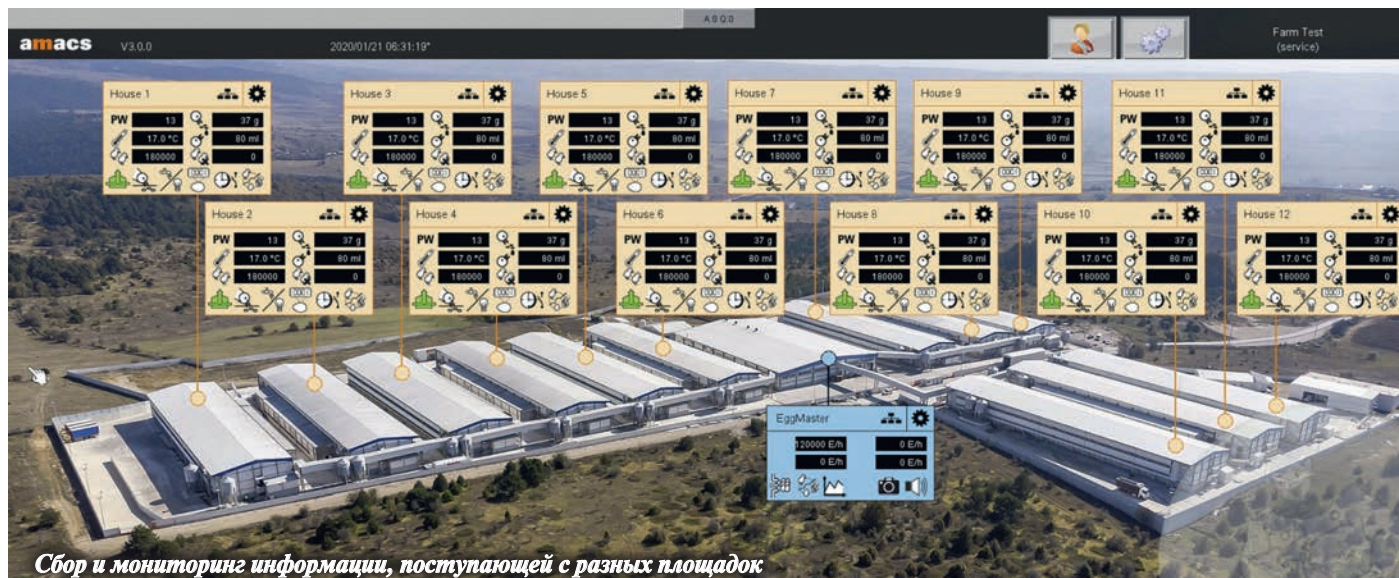 A:0 Q:0
amacs V3.0.0 2020/01/21 06:31:19* Farm Test
(service)
House 1 House 3 House 5 House 7 House 9 House 11
PW 13 37 g PW 13 37 g PW 13 37 g PW 13 37 g PW 13 37 g PW 13 37 g
17.0 °C 80 ml 17.0 °C 80 ml 17.0 °C 80 ml 17.0 °C 80 ml 17.0 °C 80 ml 17.0 °C 80 ml
180000 0 180000 0 180000 0 180000 0 180000 0 180000 0
House 2 House 4 House 6 House 8 House 10 House 12
PW 13 37 g PW 13 37 g PW 13 37 g PW 13 37 g PW 13 37 g PW 13 37 g
17.0 °C 80 ml 17.0 °C 80 ml 17.0 °C 80 ml 17.0 °C 80 ml 17.0 °C 80 ml 17.0 °C 80 ml
180000 0 180000 0 180000 0 180000 0 180000 0 180000 0
EggMaster
120000 E/h 0 E/h
0 E/h 0 E/h
Сбор и мониторинг информации, поступающей с разных площадок